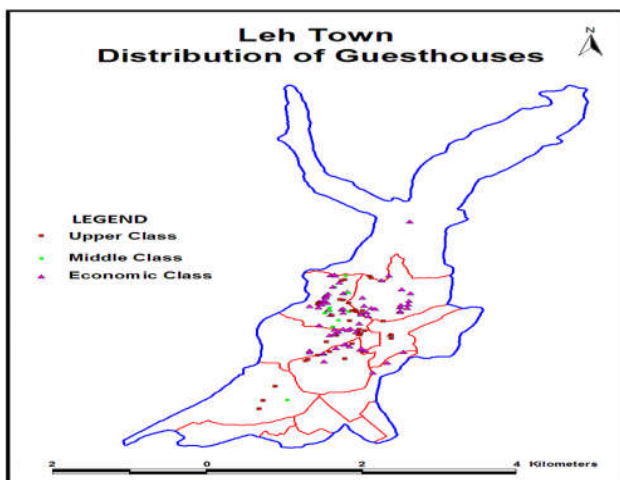 Leh Town
Distribution of Guesthouses
N
LEGEND
Upper Class
Middle Class
Economic Class
2 0 2 4 Kilometers